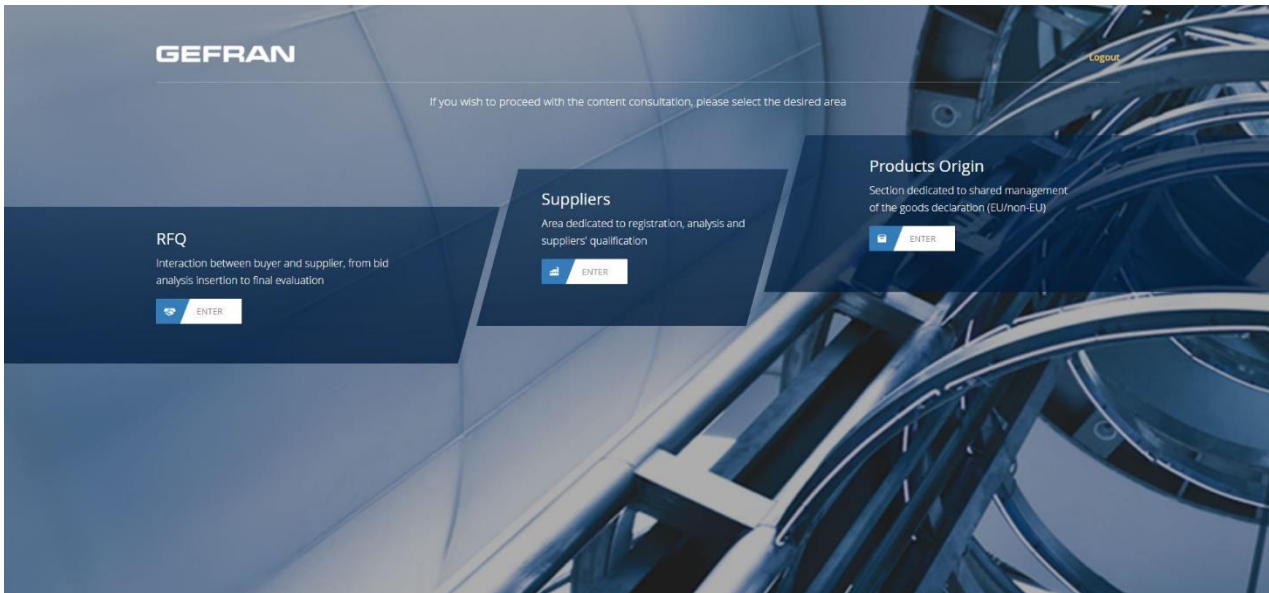 GEFRAN
Logout
If you wish to proceed with the content consultation, please select the desired area
RFQ
Interaction between buyer and supplier, from bid
analysis insertion to final evaluation
ENTER
Suppliers
Area dedicated to registration, analysis and
suppliers' qualification
ENTER
Products Origin
Section dedicated to shared management
of the goods declaration (EU/non-EU)
ENTER